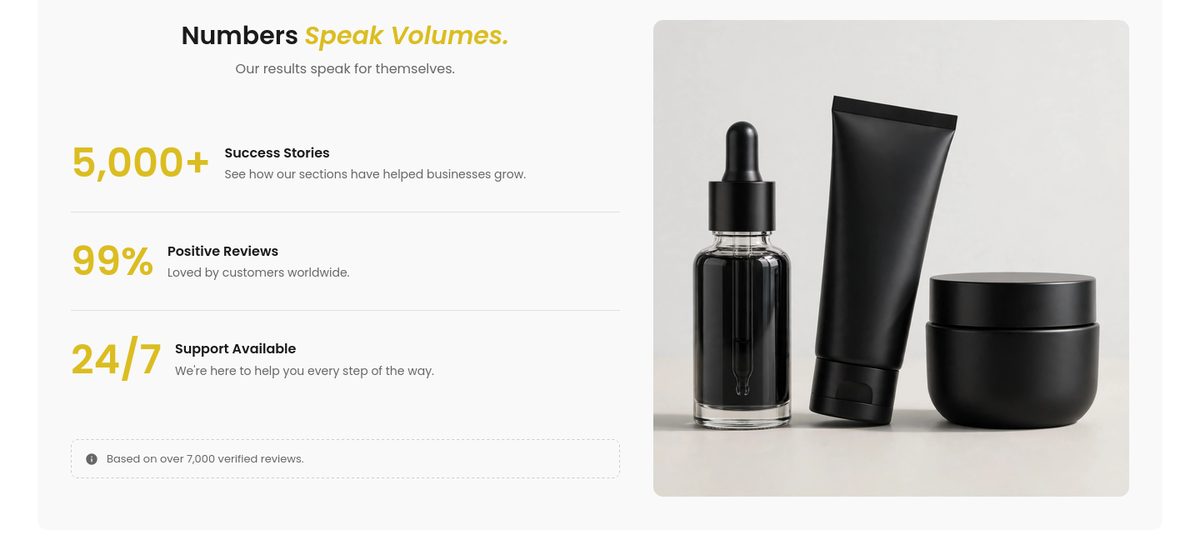 Numbers Speak Volumes.
Our results speak for themselves.
5,000+
Success Stories
See how our sections have helped businesses grow.
99%
Positive Reviews
Loved by customers worldwide.
24/7
Support Available
We're here to help you every step of the way.
Based on over 7,000 verified reviews.